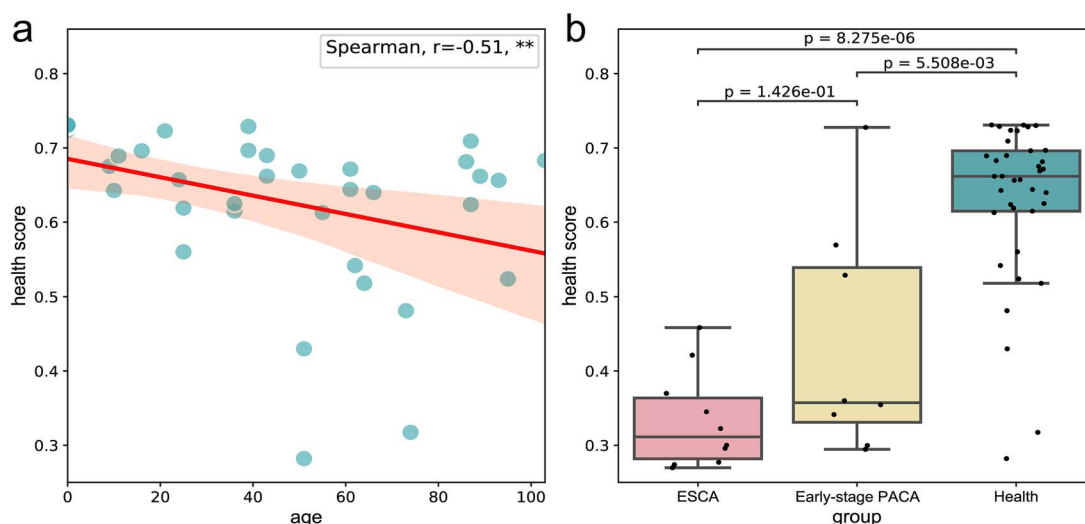 a
Spearman, r=-0.51, **
0.8
0.7
0.6
0.5
0.4
0.3
health score
0 20 40 60 80 100
age
b
p = 8.275e-06
p = 5.508e-03
p = 1.426e-01
0.8
0.7
0.6
0.5
0.4
0.3
health score
ESCA Early-stage PACA Health
group